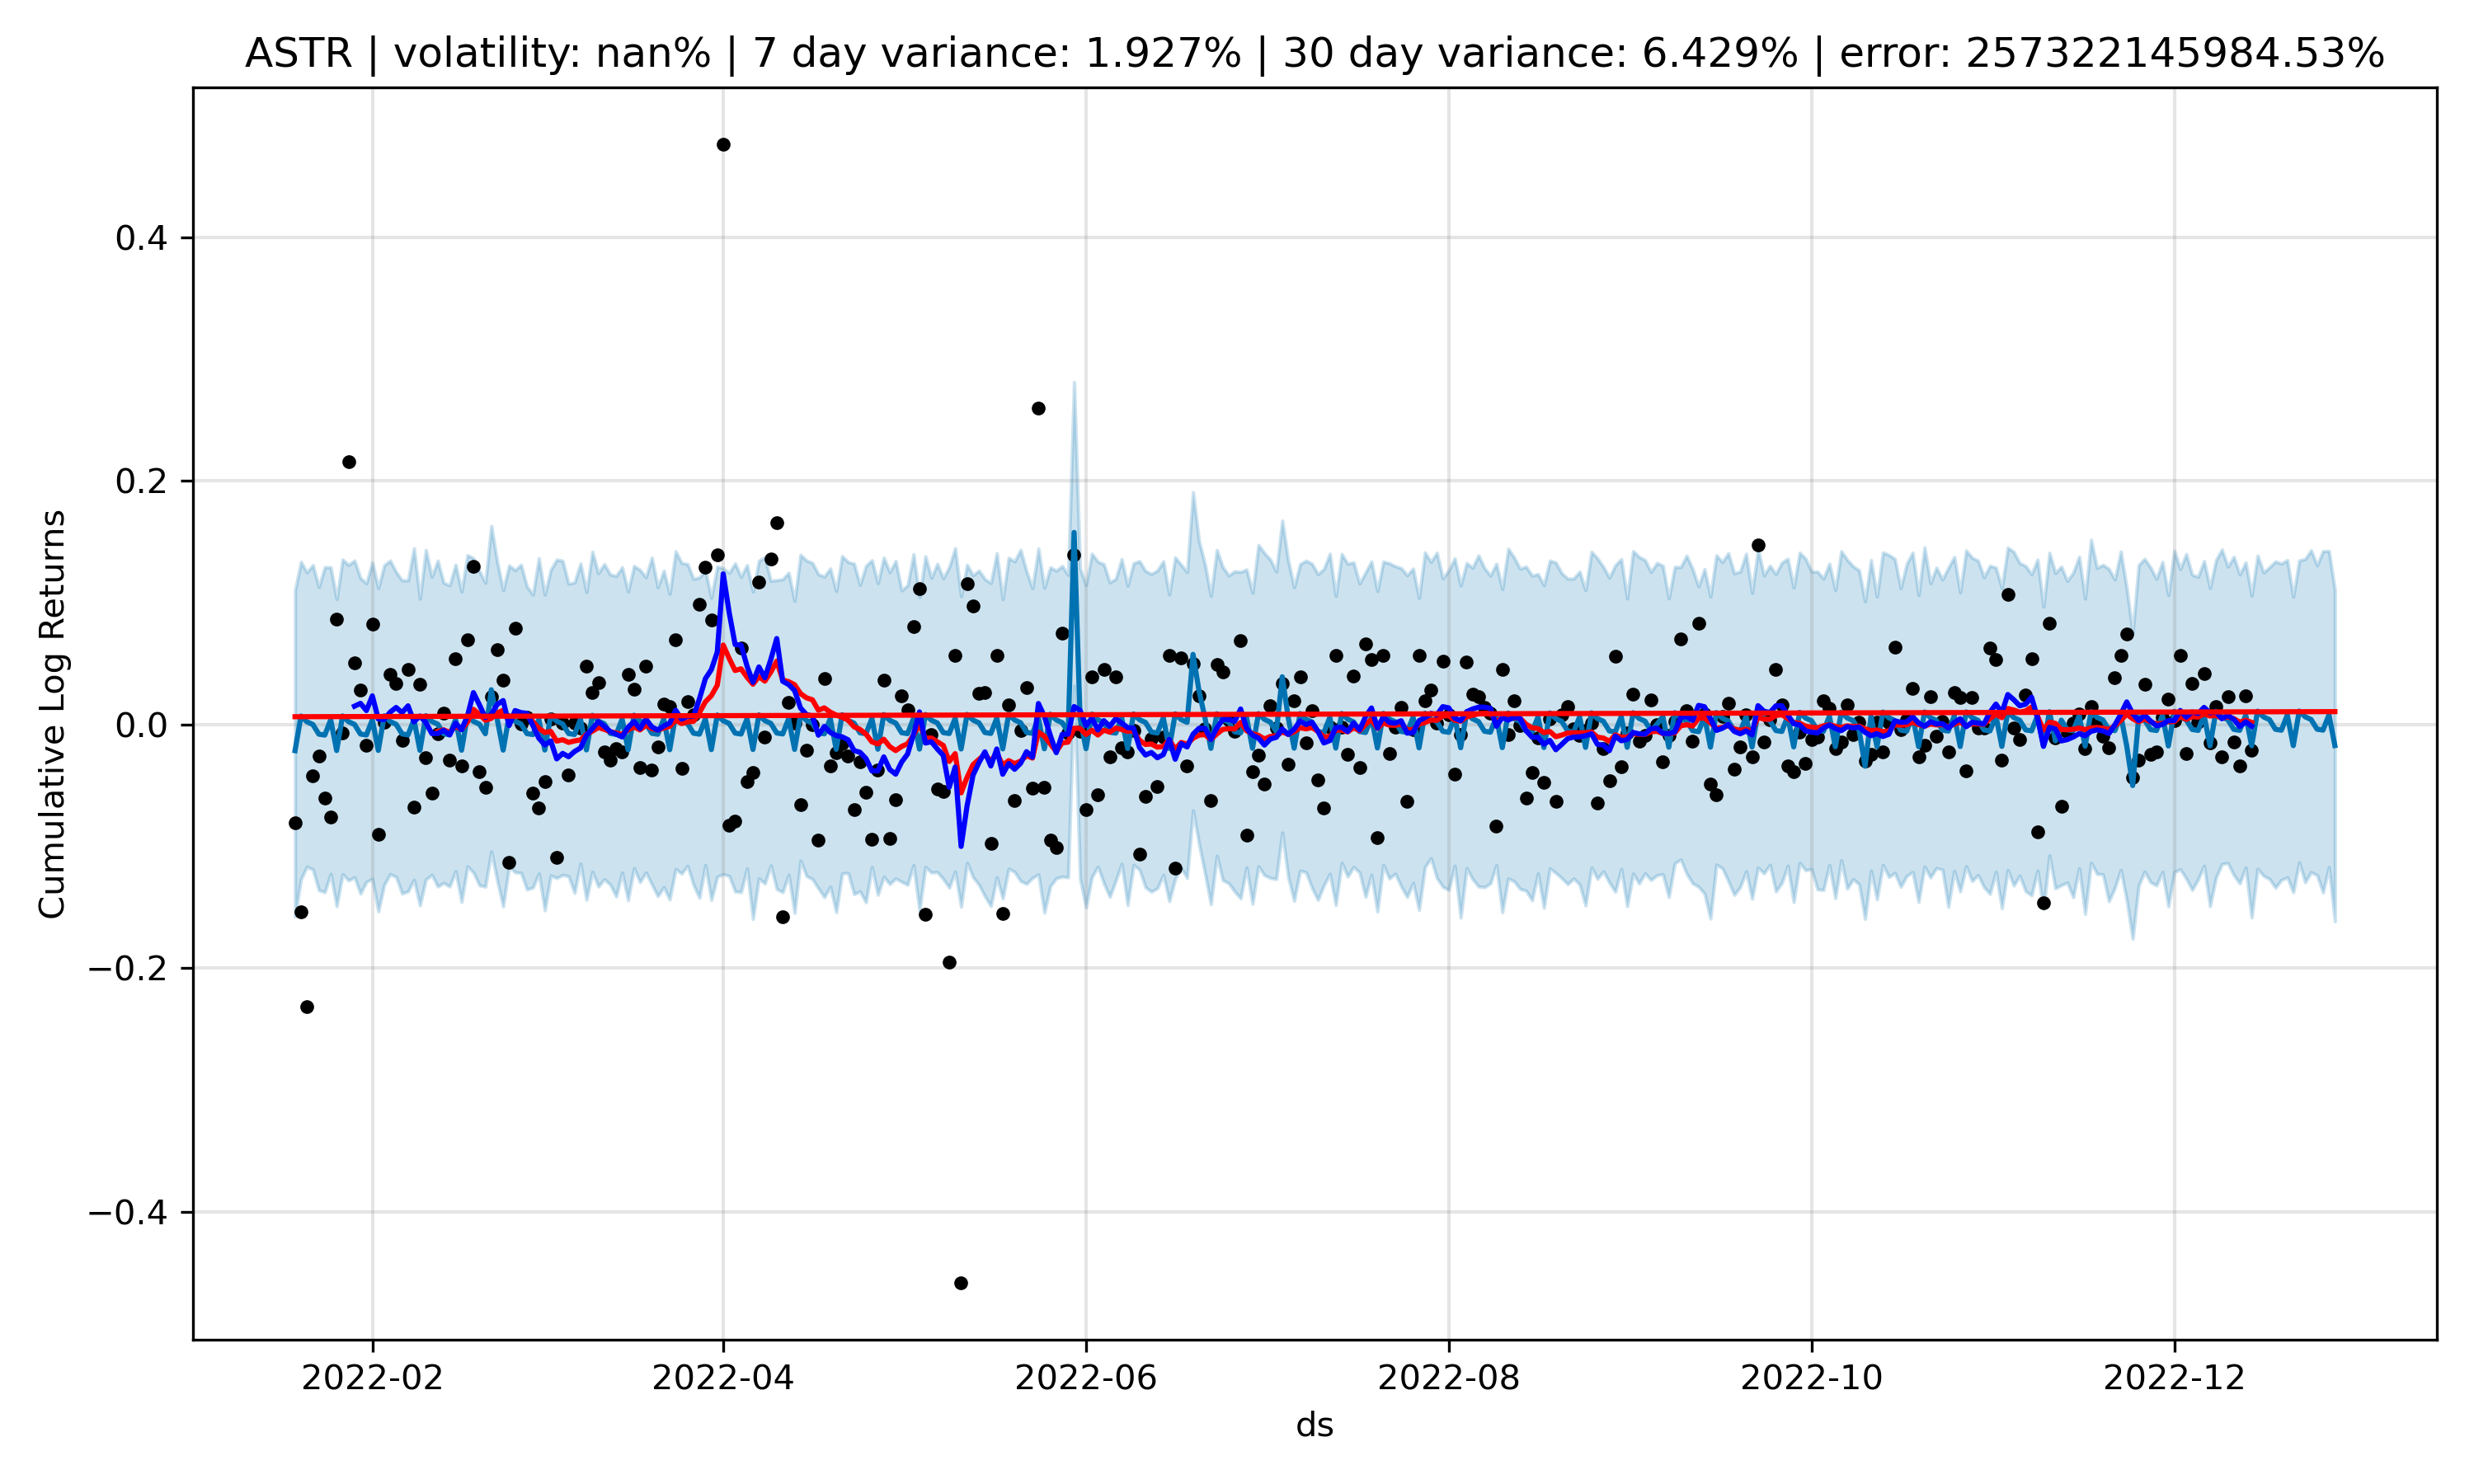 ASTR | volatility: nan% | 7 day variance: 1.927% | 30 day variance: 6.429% | error: 257322145984.53%
0.4
0.2
0.0
−0.2
−0.4
Cumulative Log Returns
2022-02 2022-04 2022-06 2022-08 2022-10 2022-12
ds